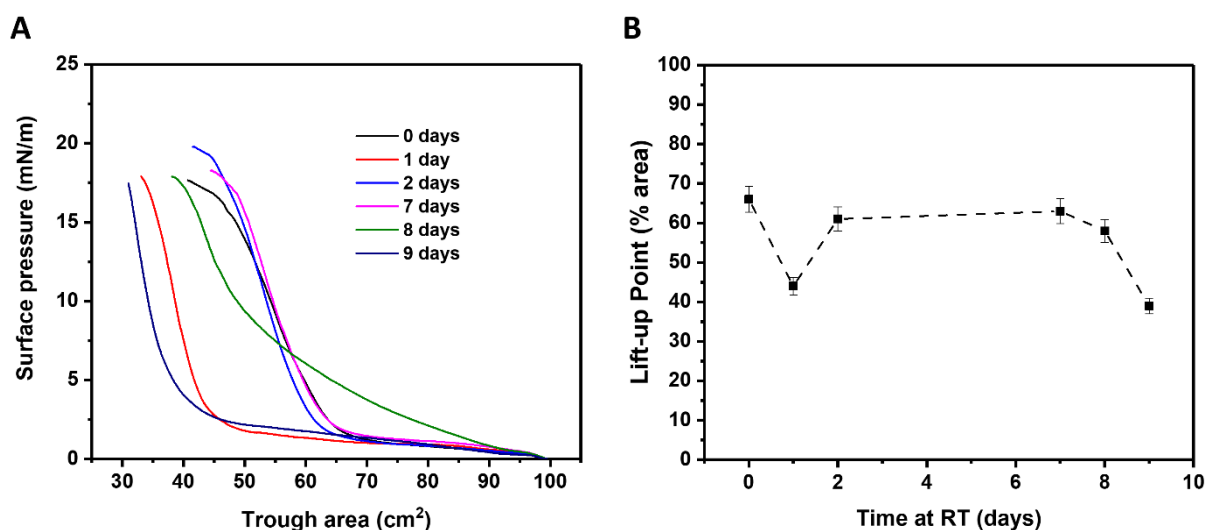 A
B
25
20
15
10
5
0
Surface pressure (mN/m)
0 days
1 day
2 days
7 days
8 days
9 days
30 40 50 60 70 80 90 100
Trough area (cm²)
100
90
80
70
60
50
40
30
20
10
0
Lift-up Point (% area)
0 2 4 6 8 10
Time at RT (days)